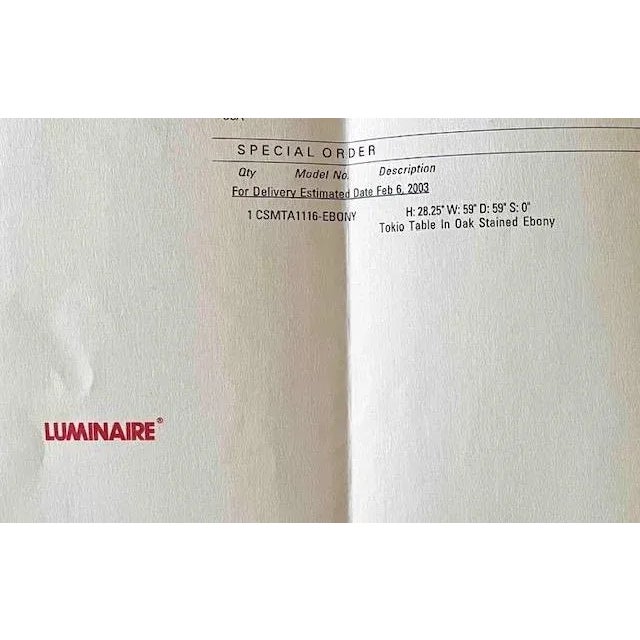 SPECIAL ORDER
Qty Model No. Description
For Delivery Estimated Date Feb 6, 2003
1 CSMTA1116-EBONY H: 28.25" W: 59" D: 59" S: 0"
Tokio Table In Oak Stained Ebony
LUMINAIRE®